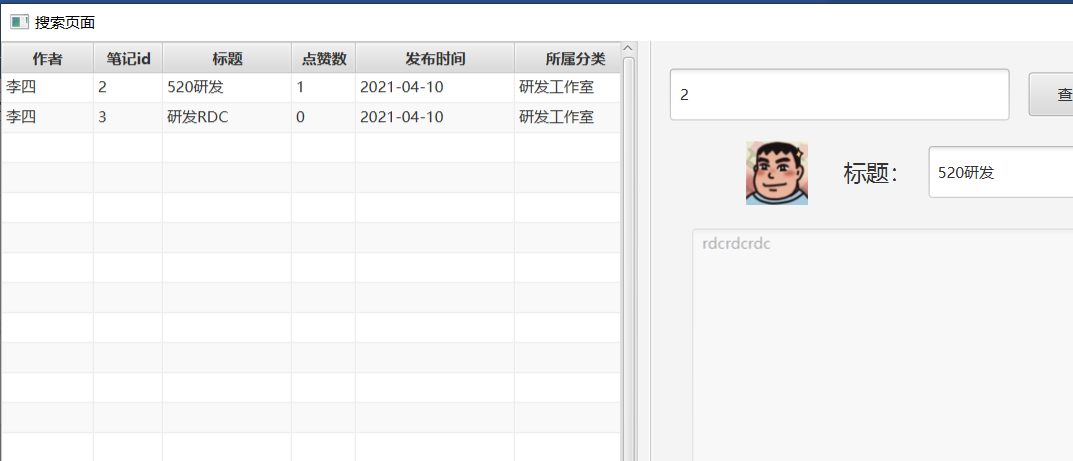 搜索页面
作者 笔记id 标题 点赞数 发布时间 所属分类
李四 2 520研发 1 2021-04-10 研发工作室
李四 3 研发RDC 0 2021-04-10 研发工作室
2 查
标题： 520研发
rdcrdcrdc